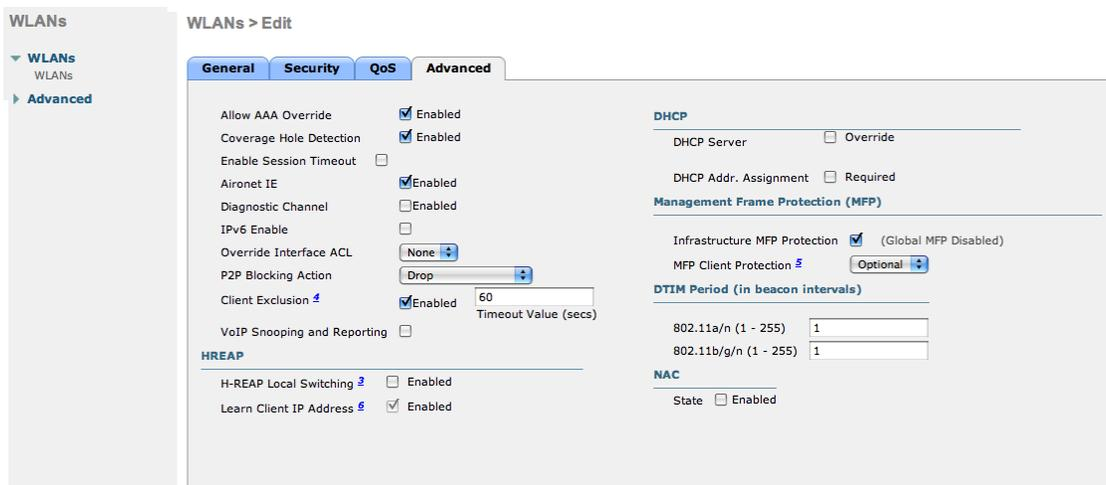 WLANs
WLANs
WLANs
Advanced
WLANs > Edit
General Security QoS Advanced
Allow AAA Override Enabled
Coverage Hole Detection Enabled
Enable Session Timeout
Aironet IE Enabled
Diagnostic Channel Enabled
IPv6 Enable
Override Interface ACL None
P2P Blocking Action Drop
Client Exclusion 4 Enabled 60
Timeout Value (secs)
VoIP Snooping and Reporting
HREAP
H-REAP Local Switching 3 Enabled
Learn Client IP Address 6 Enabled
DHCP
DHCP Server Override
DHCP Addr. Assignment Required
Management Frame Protection (MFP)
Infrastructure MFP Protection (Global MFP Disabled)
MFP Client Protection 5 Optional
DTIM Period (in beacon intervals)
802.11a/n (1 - 255) 1
802.11b/g/n (1 - 255) 1
NAC
State Enabled